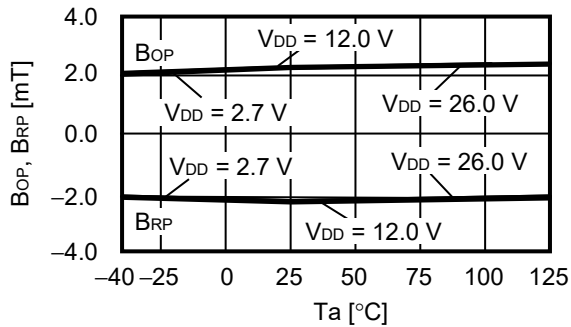 4.0
BOP
VDD = 12.0 V
2.0
VDD = 2.7 V
VDD = 26.0 V
0.0
BOP, BRP [mT]
VDD = 2.7 V
VDD = 26.0 V
−2.0
BRP
VDD = 12.0 V
−4.0
−40 −25 0 25 50 75 100 125
Ta [°C]